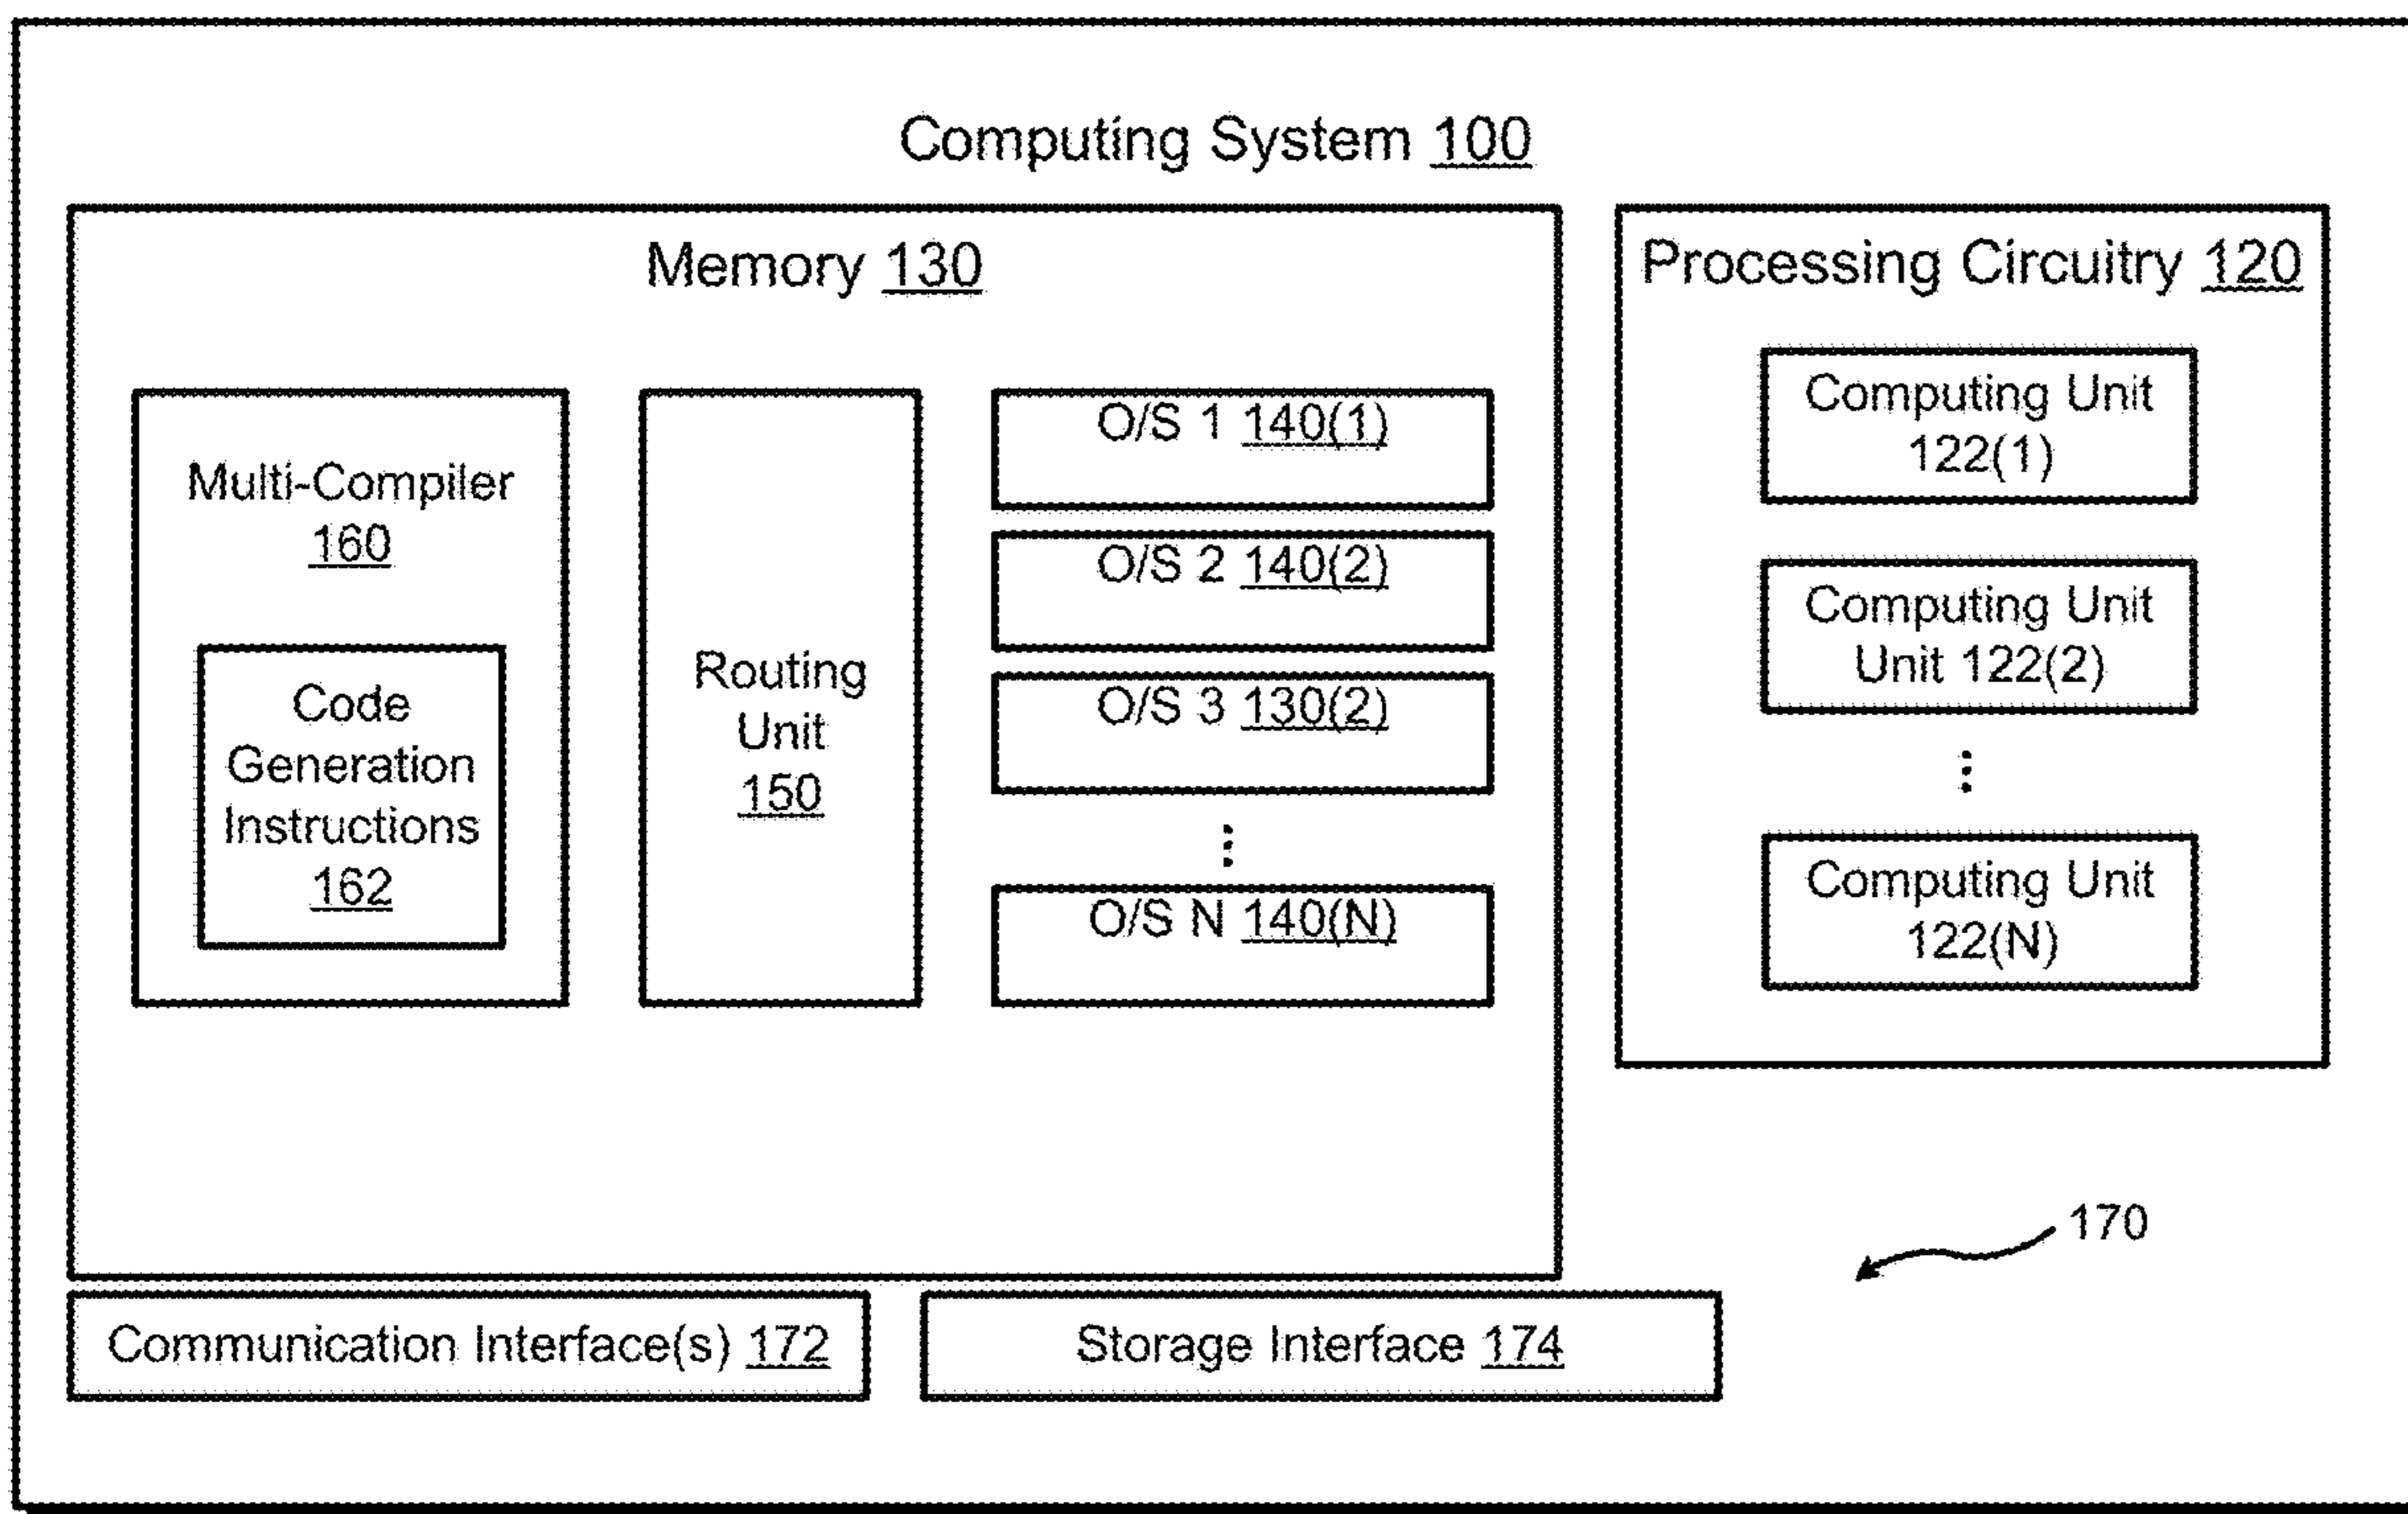 Computing System 100
Memory 130
Multi-Compiler
160
Code
Generation
Instructions
162
Routing
Unit
150
O/S 1 140(1)
O/S 2 140(2)
O/S 3 130(2)
⋮
O/S N 140(N)
Processing Circuitry 120
Computing Unit
122(1)
Computing Unit
Unit 122(2)
⋮
Computing Unit
122(N)
170
Communication Interface(s) 172
Storage Interface 174